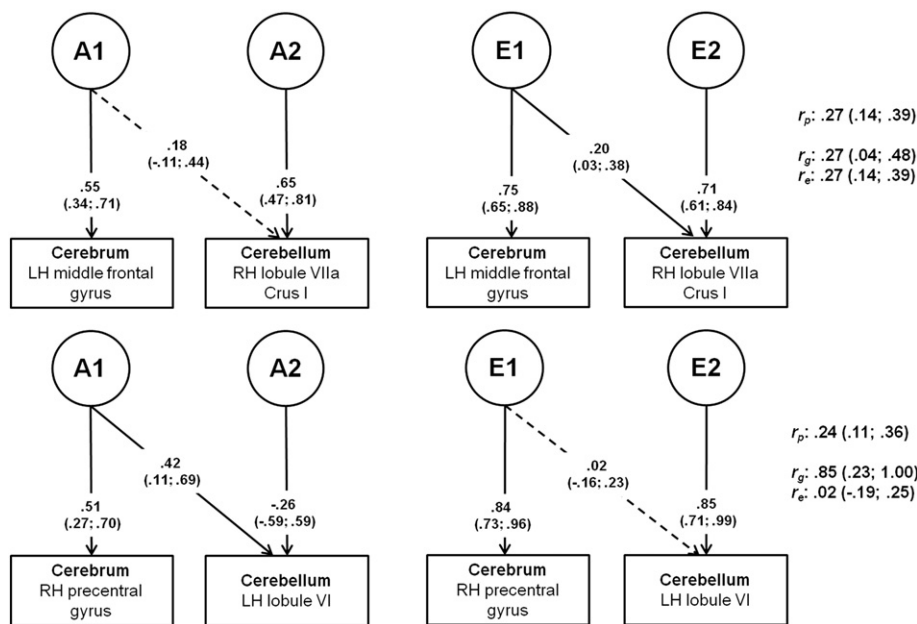 A1
A2
E1
E2
.18
(-.11; .44)
.20
(.03; .38)
r_p: .27 (.14; .39)
r_g: .27 (.04; .48)
r_e: .27 (.14; .39)
.55
(.34; .71)
.65
(.47; .81)
.75
(.65; .88)
.71
(.61; .84)
Cerebrum
LH middle frontal
gyrus
Cerebellum
RH lobule VIIa
Crus I
Cerebrum
LH middle frontal
gyrus
Cerebellum
RH lobule VIIa
Crus I
A1
A2
E1
E2
.42
(.11; .69)
.02
(-.16; .23)
r_p: .24 (.11; .36)
r_g: .85 (.23; 1.00)
r_e: .02 (-.19; .25)
.51
(.27; .70)
-.26
(-.59; .59)
.84
(.73; .96)
.85
(.71; .99)
Cerebrum
RH precentral
gyrus
Cerebellum
LH lobule VI
Cerebrum
RH precentral
gyrus
Cerebellum
LH lobule VI